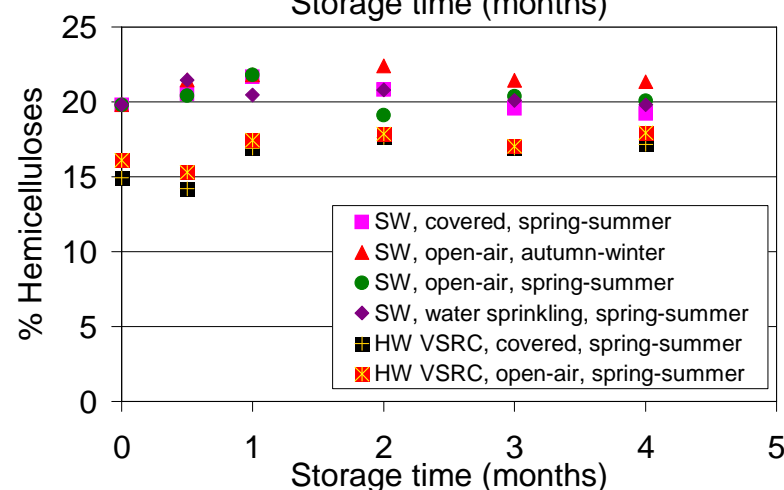 Storage time (months)
25
20
15
10
5
0
% Hemicelluloses
SW, covered, spring-summer
SW, open-air, autumn-winter
SW, open-air, spring-summer
SW, water sprinkling, spring-summer
HW VSRC, covered, spring-summer
HW VSRC, open-air, spring-summer
0 1 2 3 4 5
Storage time (months)